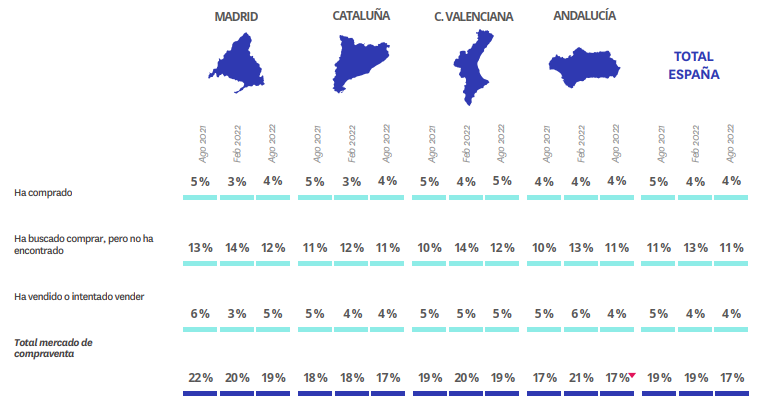 MADRID CATALUÑA C. VALENCIANA ANDALUCÍA
TOTAL
ESPAÑA
Ago 2021 Feb 2022 Ago 2022 Ago 2021 Feb 2022 Ago 2022 Ago 2021 Feb 2022 Ago 2022 Ago 2021 Feb 2022 Ago 2022 Ago 2021 Feb 2022 Ago 2022
Ha comprado 5% 3% 4% 5% 3% 4% 5% 4% 5% 4% 4% 4% 5% 4% 4%
Ha buscado comprar, pero no ha
encontrado 13% 14% 12% 11% 12% 11% 10% 14% 12% 10% 13% 11% 11% 13% 11%
Ha vendido o intentado vender 6% 3% 5% 5% 4% 4% 5% 5% 5% 5% 6% 4% 5% 4% 4%
Total mercado de
compraventa 22% 20% 19% 18% 18% 17% 19% 20% 19% 17% 21% 17% 19% 19% 17%